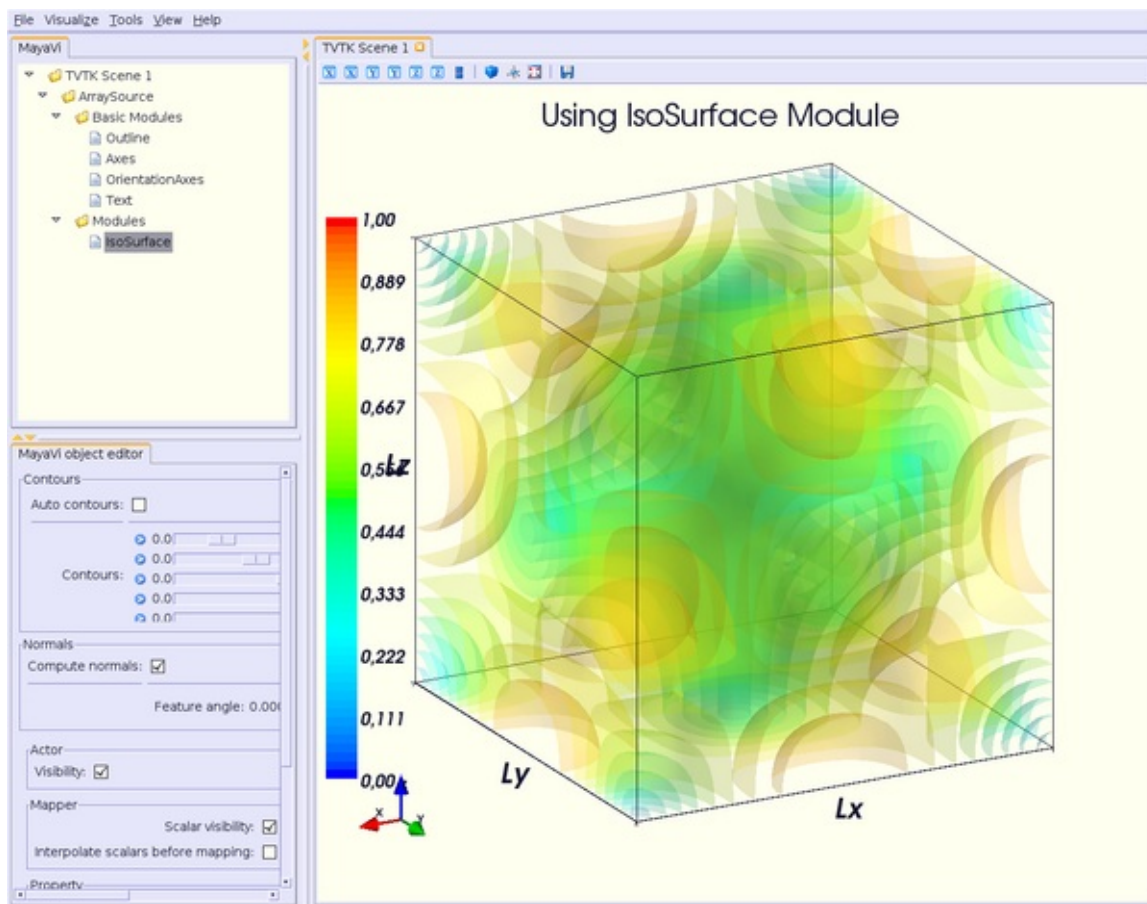 File Visualize Tools View Help
MayaVi
TVTK Scene 1
ArraySource
Basic Modules
Outline
Axes
OrientationAxes
Text
Modules
IsoSurface
MayaVi object editor
Contours
Auto contours:
0.0
0.0
Contours: 0.0
0.0
0.0
Normals
Compute normals:
Feature angle: 0.00
Actor
Visibility:
Mapper
Scalar visibility:
Interpolate scalars before mapping:
Property
TVTK Scene 1
X X Y Y Z Z
Using IsoSurface Module
1,00
0,889
0,778
0,667
Lz
0,444
0,333
0,222
0,111
0,00
X Y
Ly
Lx